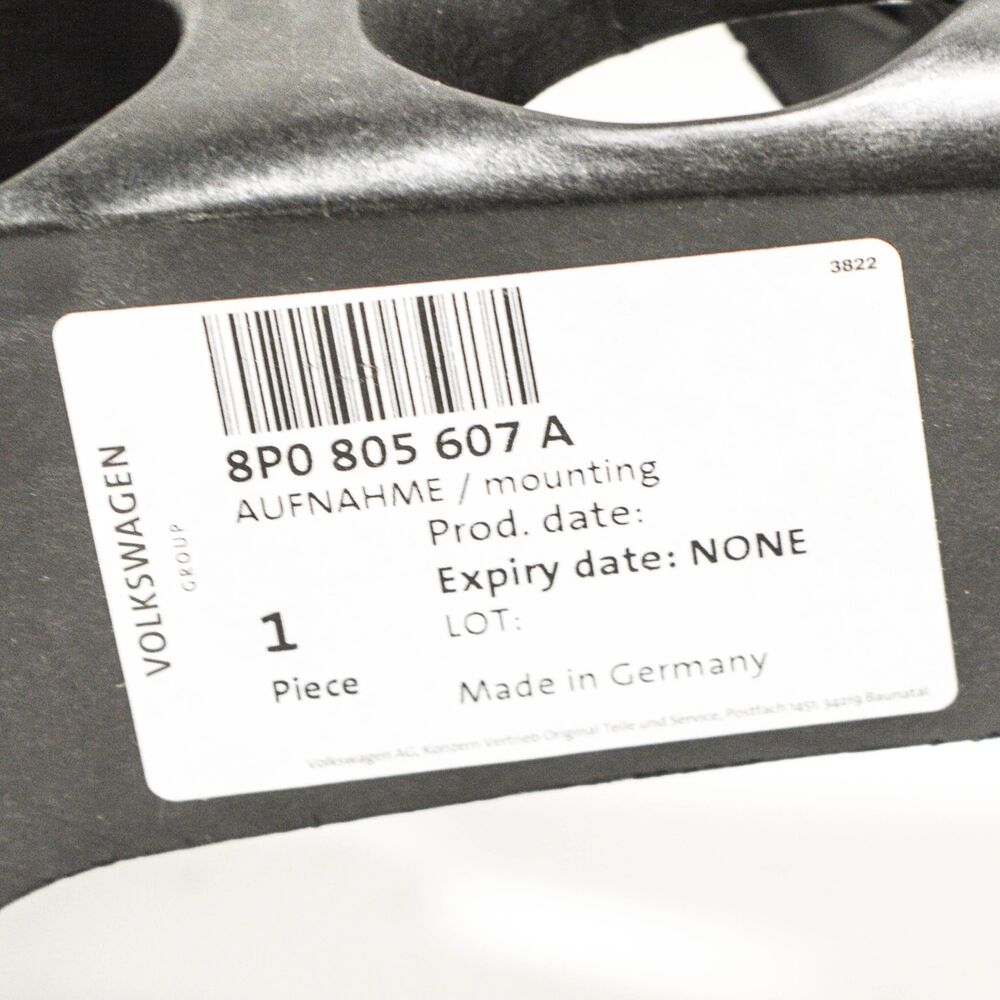 3822
8P0 805 607 A
AUFNAHME / mounting
Prod. date:
Expiry date: NONE
LOT:
1
Piece
Made in Germany
Volkswagen AG, Konzern Vertrieb Original Teile und Service, Postfach 1451, 34219 Baunatal
VOLKSWAGEN
GROUP